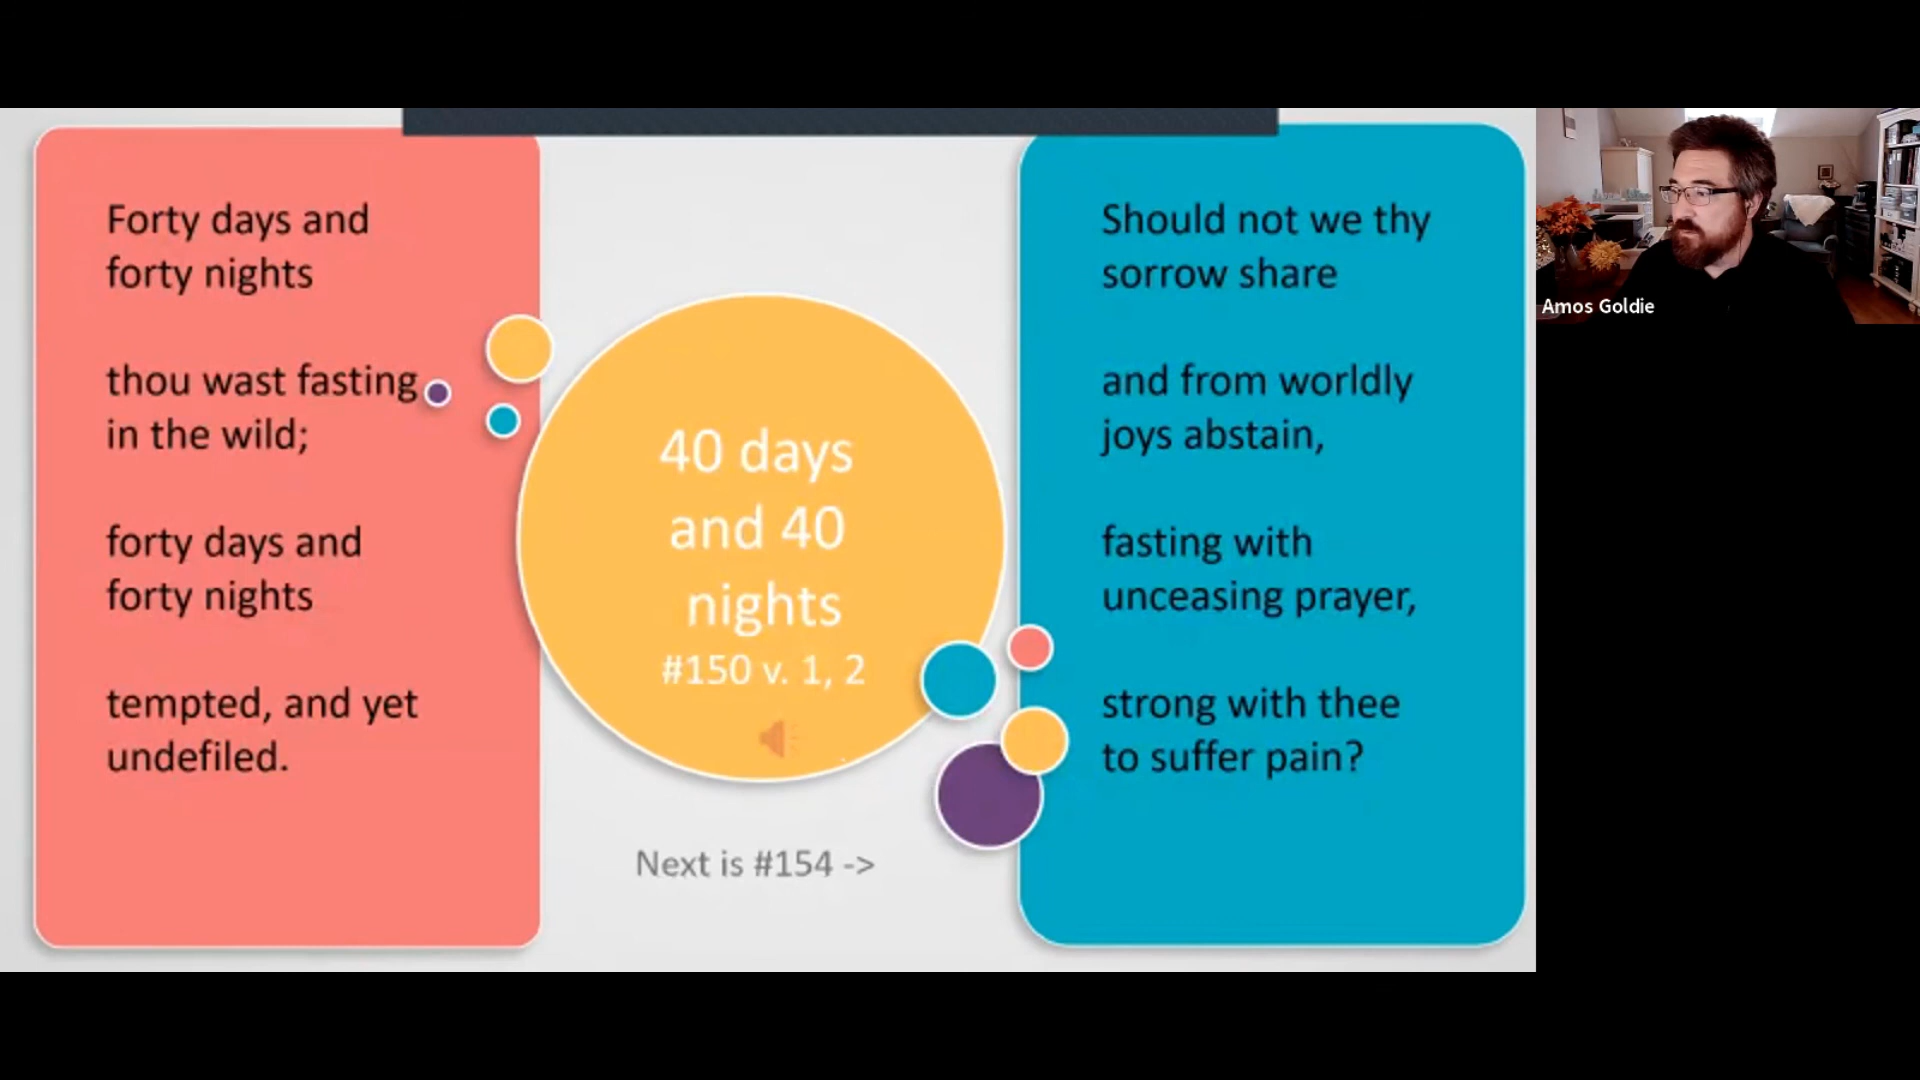 Forty days and
forty nights
thou wast fasting
in the wild;
forty days and
forty nights
tempted, and yet
undefiled.
40 days
and 40
nights
#150 v. 1, 2
Next is #154 ->
Should not we thy
sorrow share
and from worldly
joys abstain,
fasting with
unceasing prayer,
strong with thee
to suffer pain?
Amos Goldie